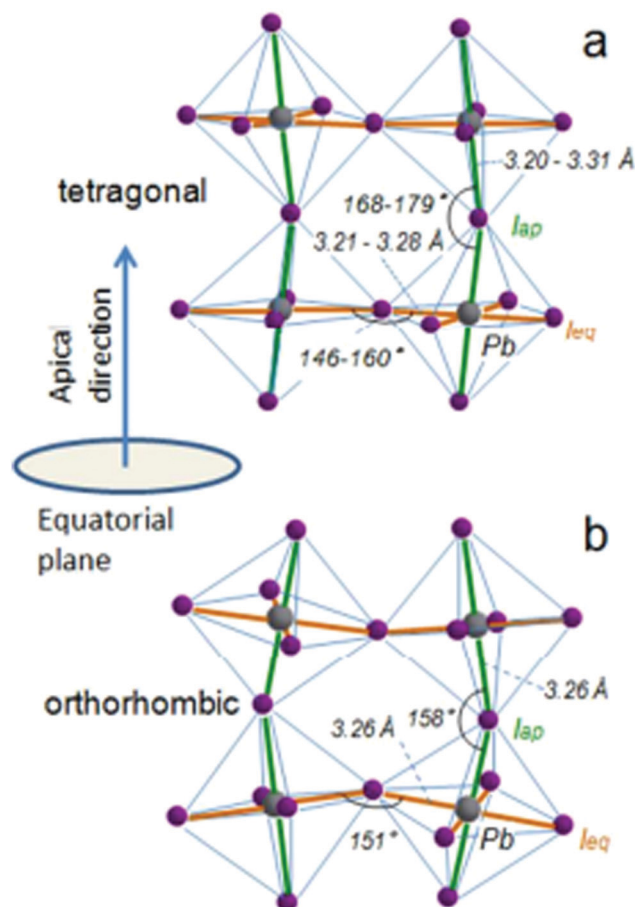 a
3.20 - 3.31 Å
tetragonal
168-179°
Iap
3.21 - 3.28 Å
Apical
direction
Pb
Ieq
146-160°
Equatorial
plane
b
orthorhombic
3.26 Å
158°
3.26 Å
Iap
151°
Pb
Ieq